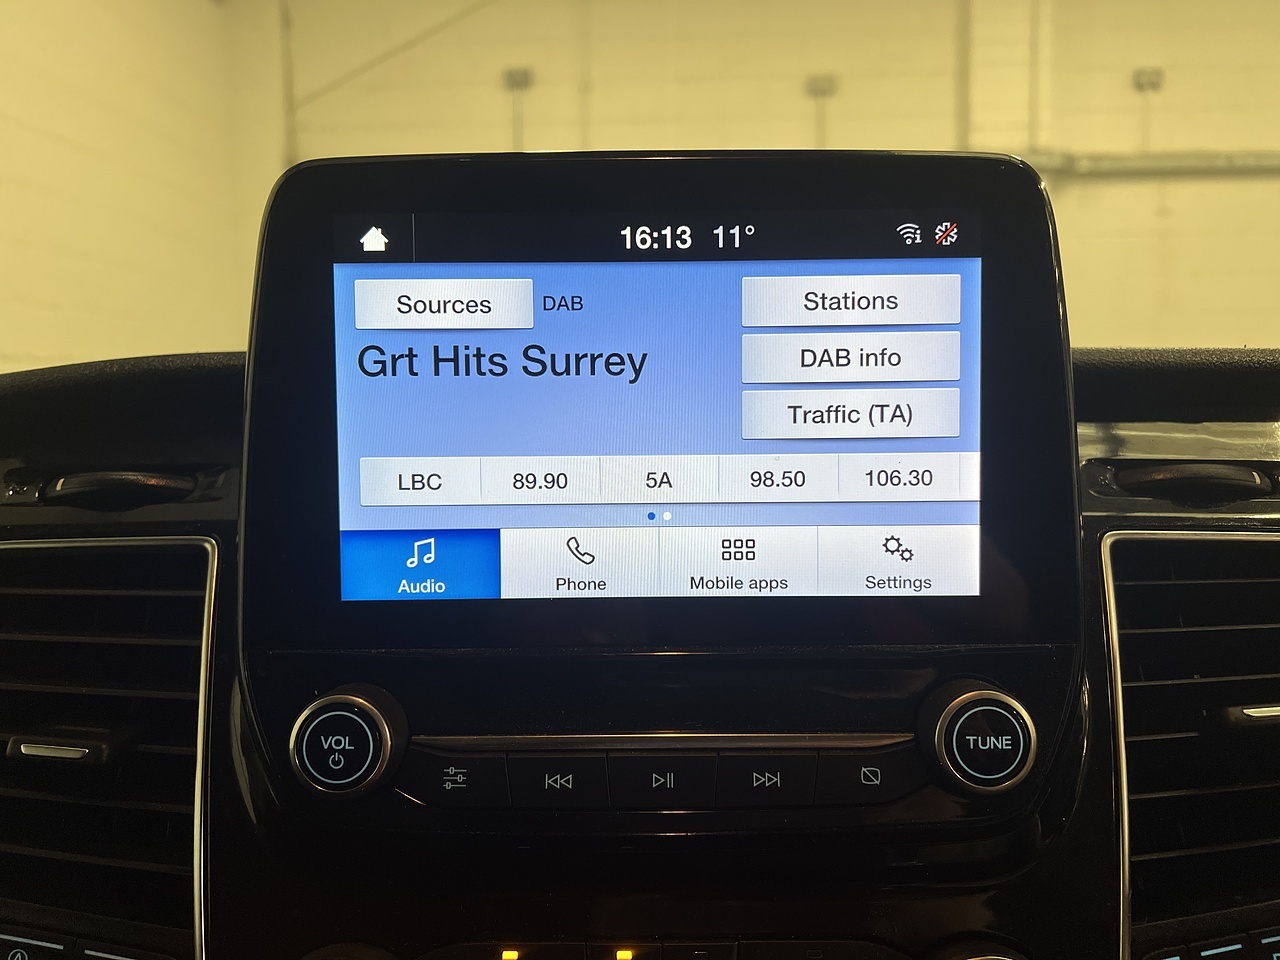 16:13 11°
Sources DAB
Stations
Grt Hits Surrey
DAB info
Traffic (TA)
LBC 89.90 5A 98.50 106.30
Audio Phone Mobile apps Settings
VOL
TUNE